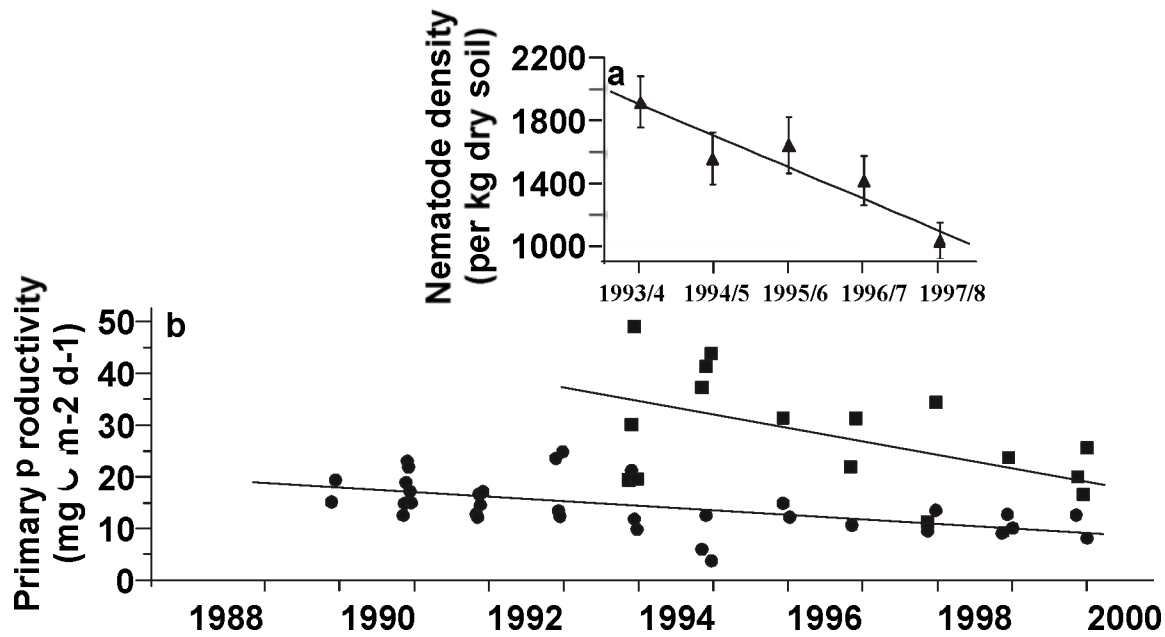 Nematode density
(per kg dry soil)
2200
1800
1400
1000
a
1993/4 1994/5 1995/6 1996/7 1997/8
Primary p roductivity
(mg C m-2 d-1)
50
40
30
20
10
0
b
1988 1990 1992 1994 1996 1998 2000